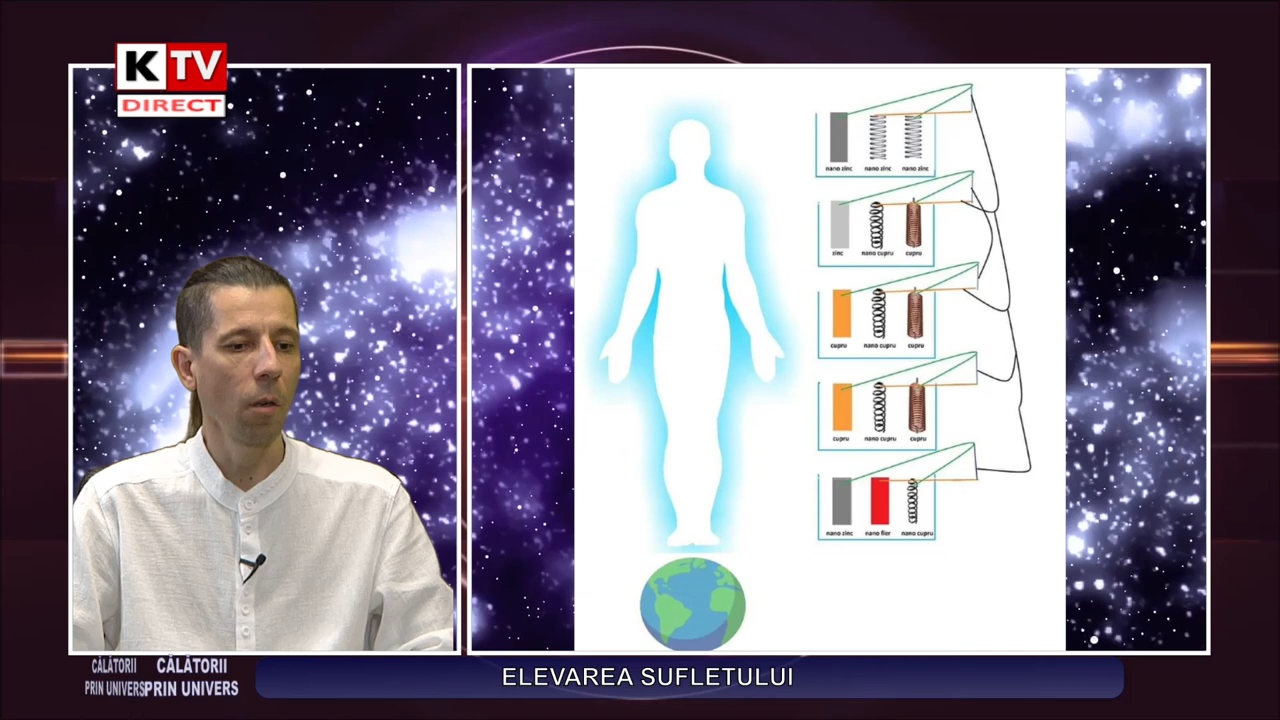 K TV
DIRECT
nano zinc nano zinc nano zinc
zinc nano cupru cupru
cupru nano cupru cupru
cupru nano cupru cupru
nano zinc nano fier nano cupru
CĂLĂTORII CĂLĂTORII
PRIN UNIVERS PRIN UNIVERS
ELEVAREA SUFLETULUI